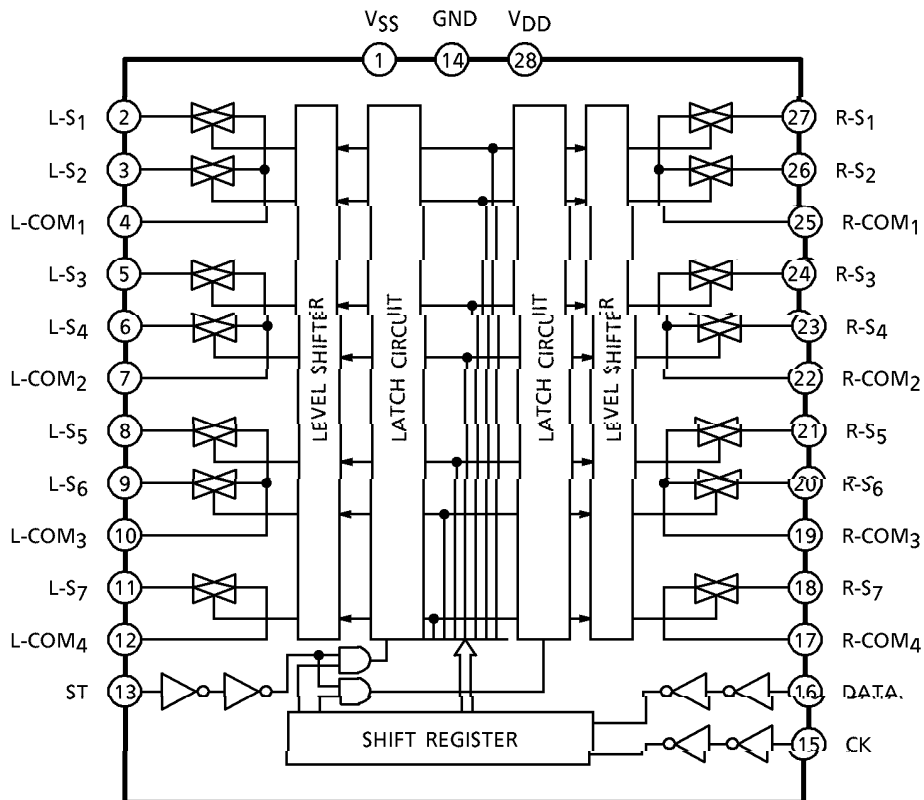 VSS GND VDD
1 14 28
L-S1 2 27 R-S1
L-S2 3 26 R-S2
L-COM1 4 25 R-COM1
L-S3 5 24 R-S3
L-S4 6 23 R-S4
L-COM2 7 22 R-COM2
L-S5 8 21 R-S5
L-S6 9 20 R-S6
L-COM3 10 19 R-COM3
L-S7 11 18 R-S7
L-COM4 12 17 R-COM4
ST 13 16 DATA
15 CK
LEVEL SHIFTER
LATCH CIRCUIT
LATCH CIRCUIT
LEVEL SHIFTER
SHIFT REGISTER